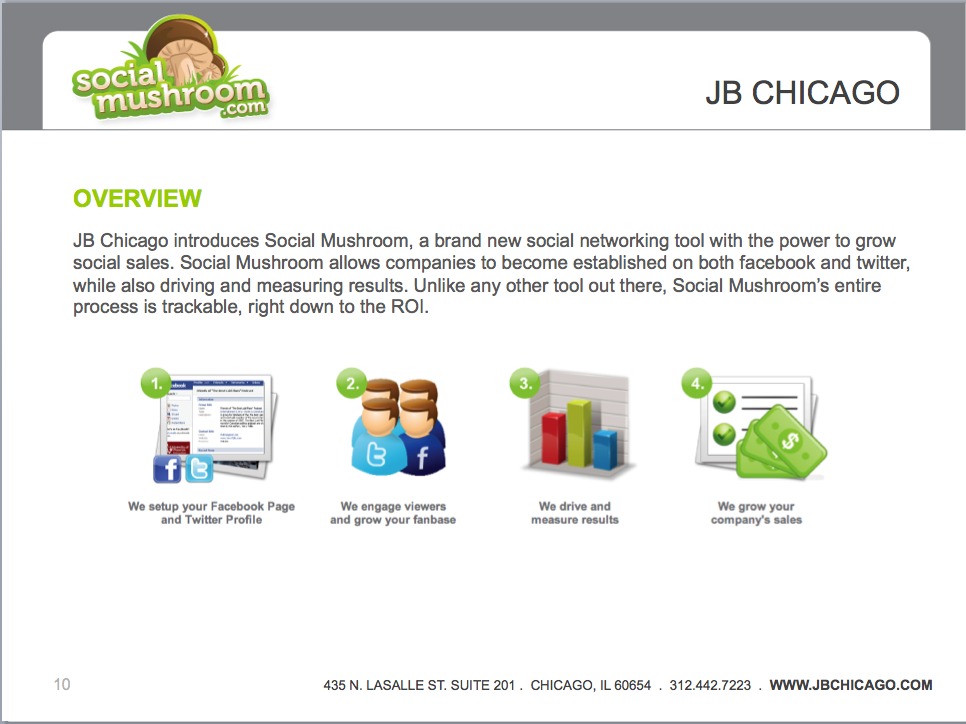 social
mushroom
.com
JB CHICAGO
OVERVIEW
JB Chicago introduces Social Mushroom, a brand new social networking tool with the power to grow
social sales. Social Mushroom allows companies to become established on both facebook and twitter,
while also driving and measuring results. Unlike any other tool out there, Social Mushroom’s entire
process is trackable, right down to the ROI.
1.
2.
3.
4.
f
t
t
f
$
We setup your Facebook Page
and Twitter Profile
We engage viewers
and grow your fanbase
We drive and
measure results
We grow your
company's sales
10
435 N. LASALLE ST. SUITE 201 . CHICAGO, IL 60654 . 312.442.7223 . WWW.JBCHICAGO.COM